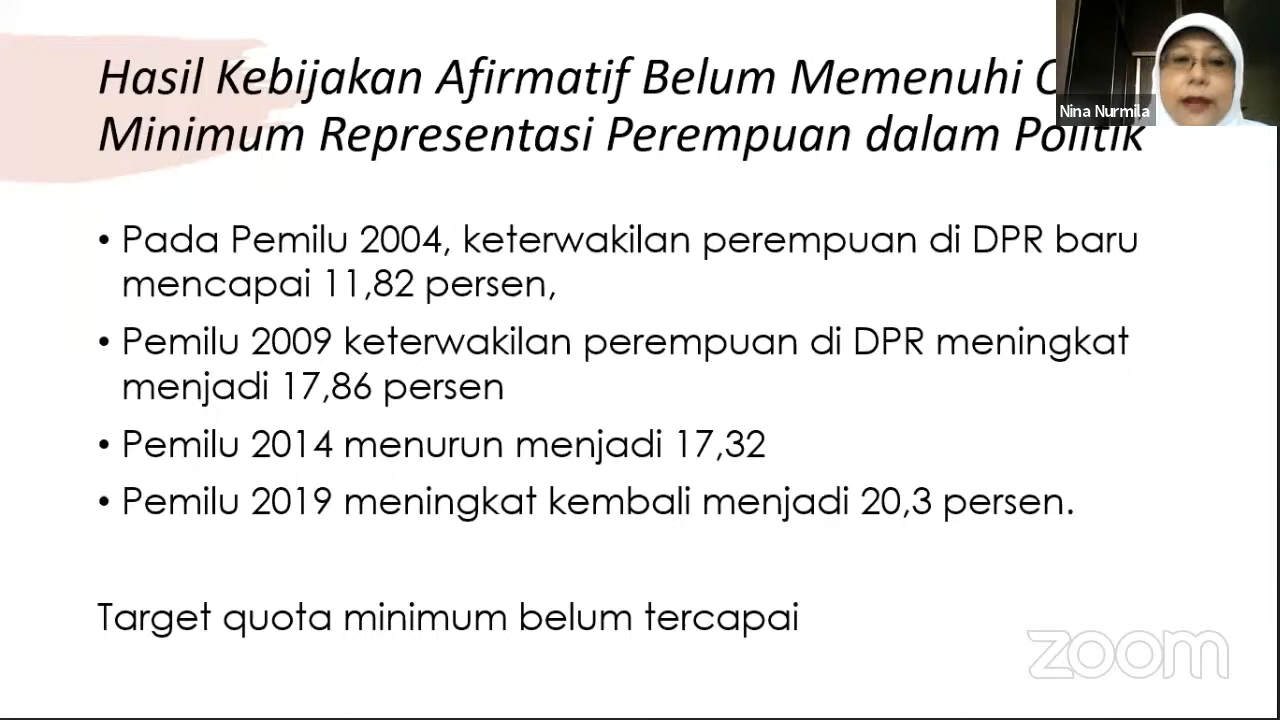 Hasil Kebijakan Afirmatif Belum Memenuhi
Minimum Representasi Perempuan dalam Politik
Nina Nurmila
• Pada Pemilu 2004, keterwakilan perempuan di DPR baru
mencapai 11,82 persen,
• Pemilu 2009 keterwakilan perempuan di DPR meningkat
menjadi 17,86 persen
• Pemilu 2014 menurun menjadi 17,32
• Pemilu 2019 meningkat kembali menjadi 20,3 persen.
Target quota minimum belum tercapai
zoom